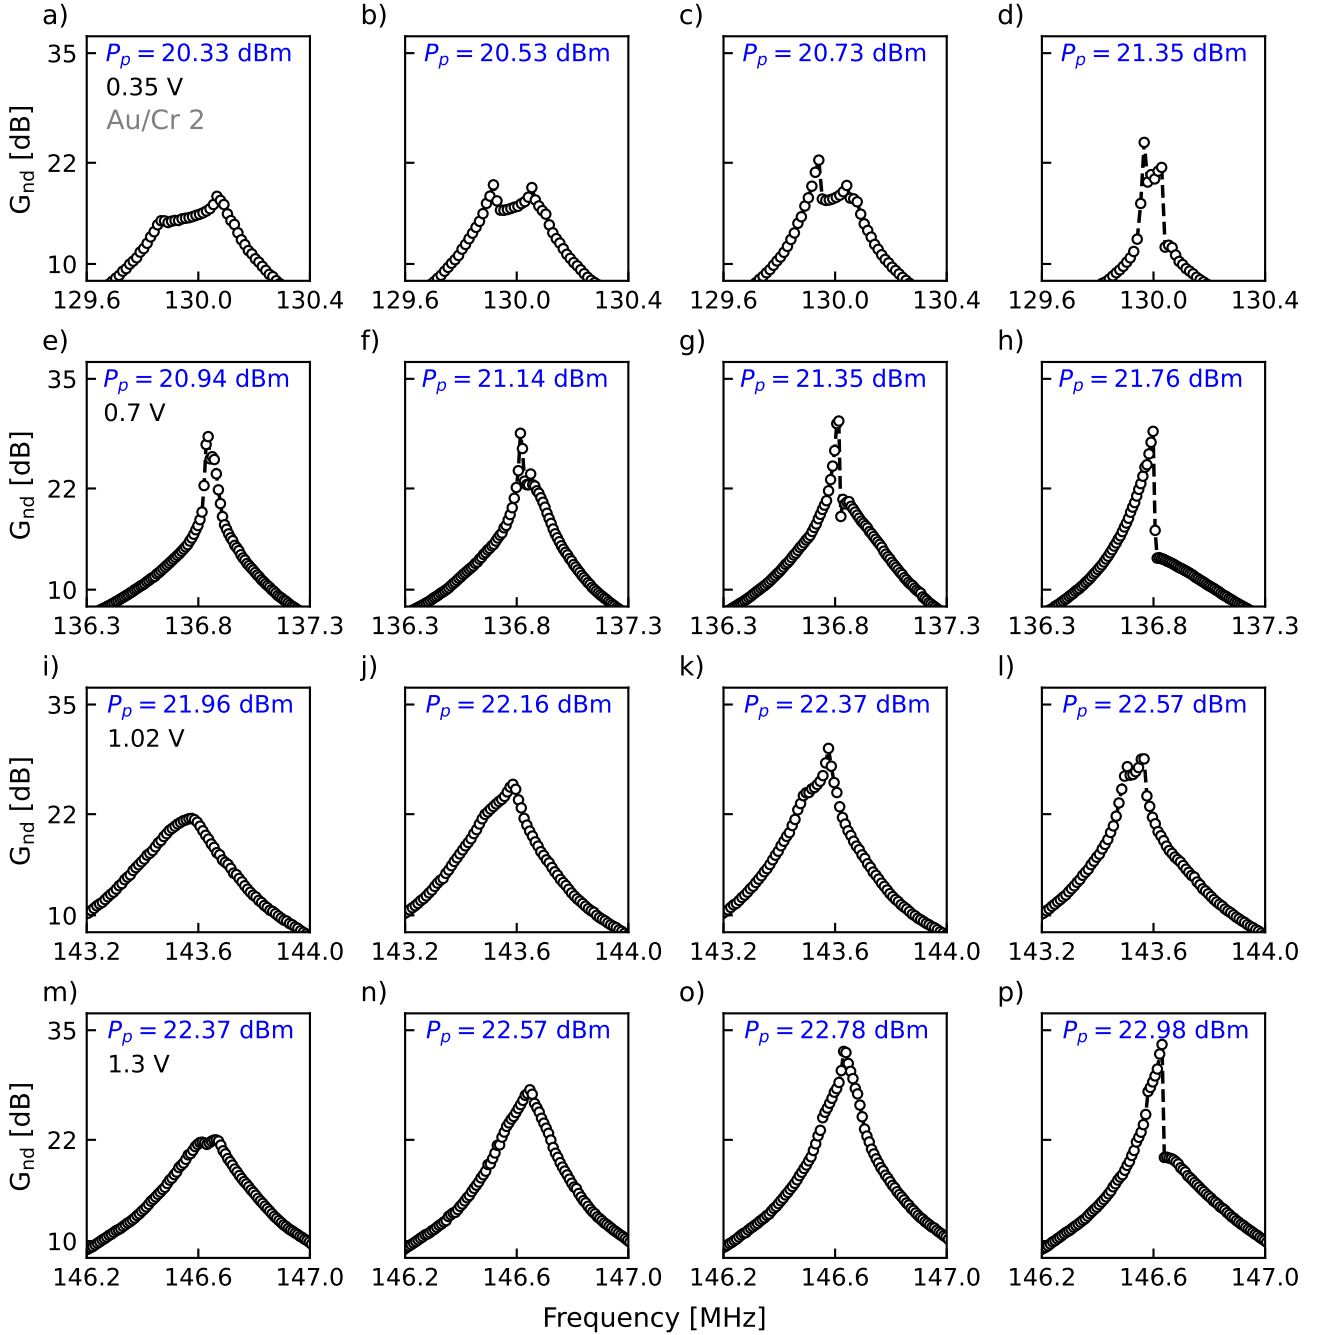 a) b) c) d)
P_p = 20.33 dBm P_p = 20.53 dBm P_p = 20.73 dBm P_p = 21.35 dBm
0.35 V
Au/Cr 2
G_nd [dB]
35
22
10
129.6 130.0 130.4 129.6 130.0 130.4 129.6 130.0 130.4 129.6 130.0 130.4
e) f) g) h)
P_p = 20.94 dBm P_p = 21.14 dBm P_p = 21.35 dBm P_p = 21.76 dBm
0.7 V
G_nd [dB]
35
22
10
136.3 136.8 137.3 136.3 136.8 137.3 136.3 136.8 137.3 136.3 136.8 137.3
i) j) k) l)
P_p = 21.96 dBm P_p = 22.16 dBm P_p = 22.37 dBm P_p = 22.57 dBm
1.02 V
G_nd [dB]
35
22
10
143.2 143.6 144.0 143.2 143.6 144.0 143.2 143.6 144.0 143.2 143.6 144.0
m) n) o) p)
P_p = 22.37 dBm P_p = 22.57 dBm P_p = 22.78 dBm P_p = 22.98 dBm
1.3 V
G_nd [dB]
35
22
10
146.2 146.6 147.0 146.2 146.6 147.0 146.2 146.6 147.0 146.2 146.6 147.0
Frequency [MHz]